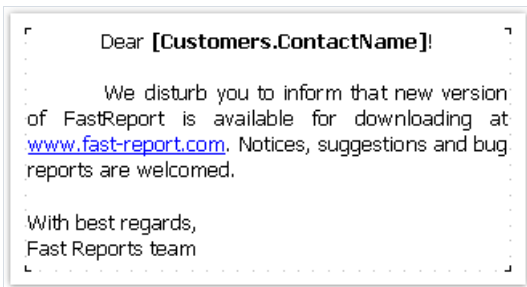 Dear [Customers.ContactName]!
We disturb you to inform that new version
of FastReport is available for downloading at
www.fast-report.com. Notices, suggestions and bug
reports are welcomed.
With best regards,
Fast Reports team